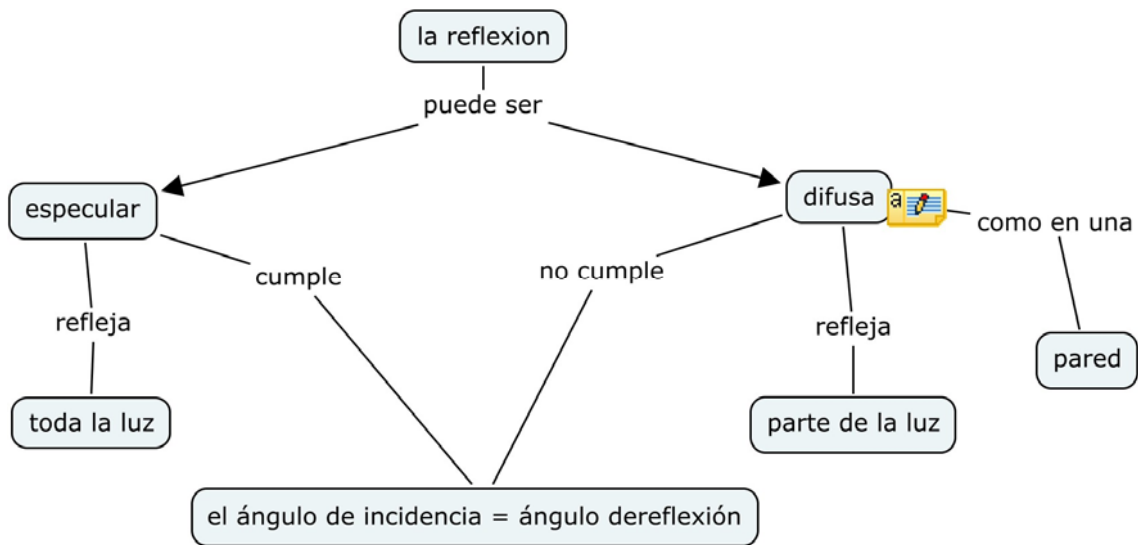 la reflexion
puede ser
especular
difusa
a
como en una
cumple
no cumple
refleja
refleja
pared
toda la luz
parte de la luz
el ángulo de incidencia = ángulo dereflexión